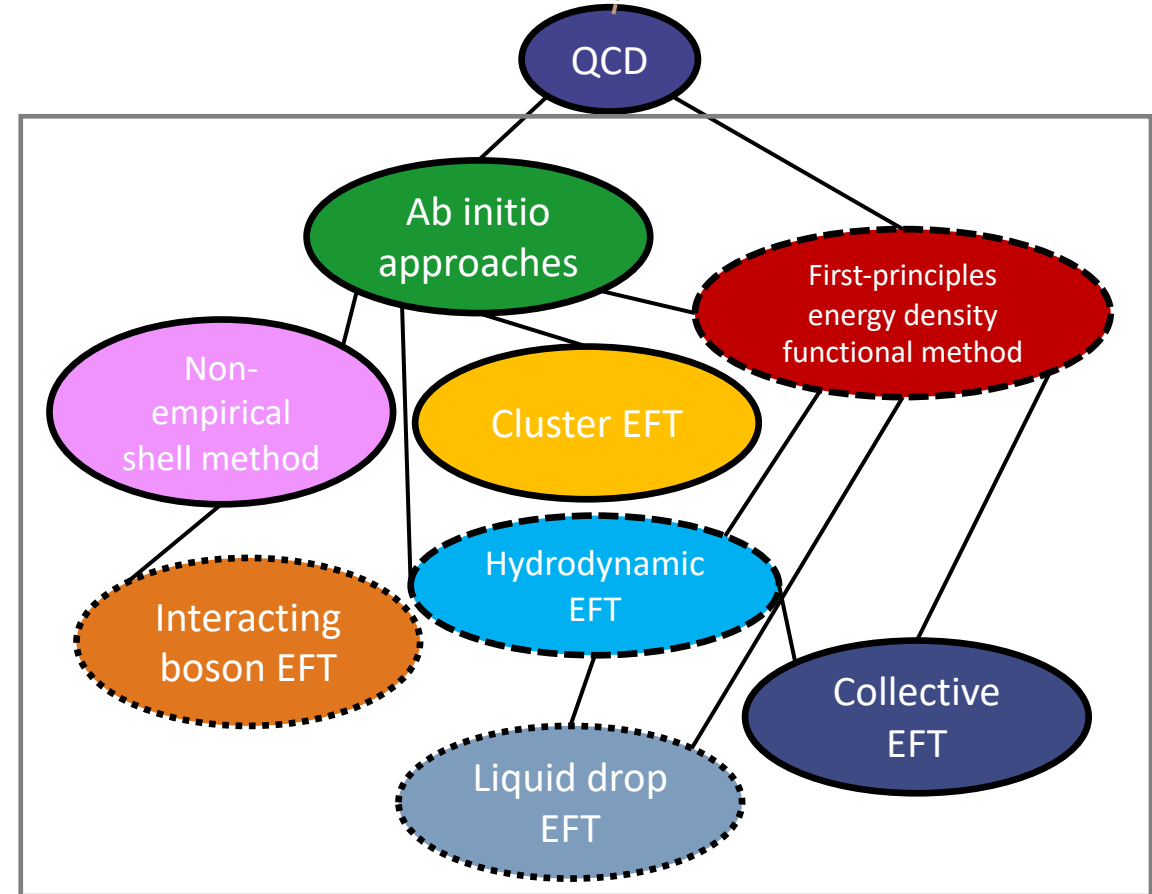 QCD
Ab initio
approaches
First-principles
energy density
functional method
Non-
empirical
shell method
Cluster EFT
Hydrodynamic
EFT
Interacting
boson EFT
Collective
EFT
Liquid drop
EFT